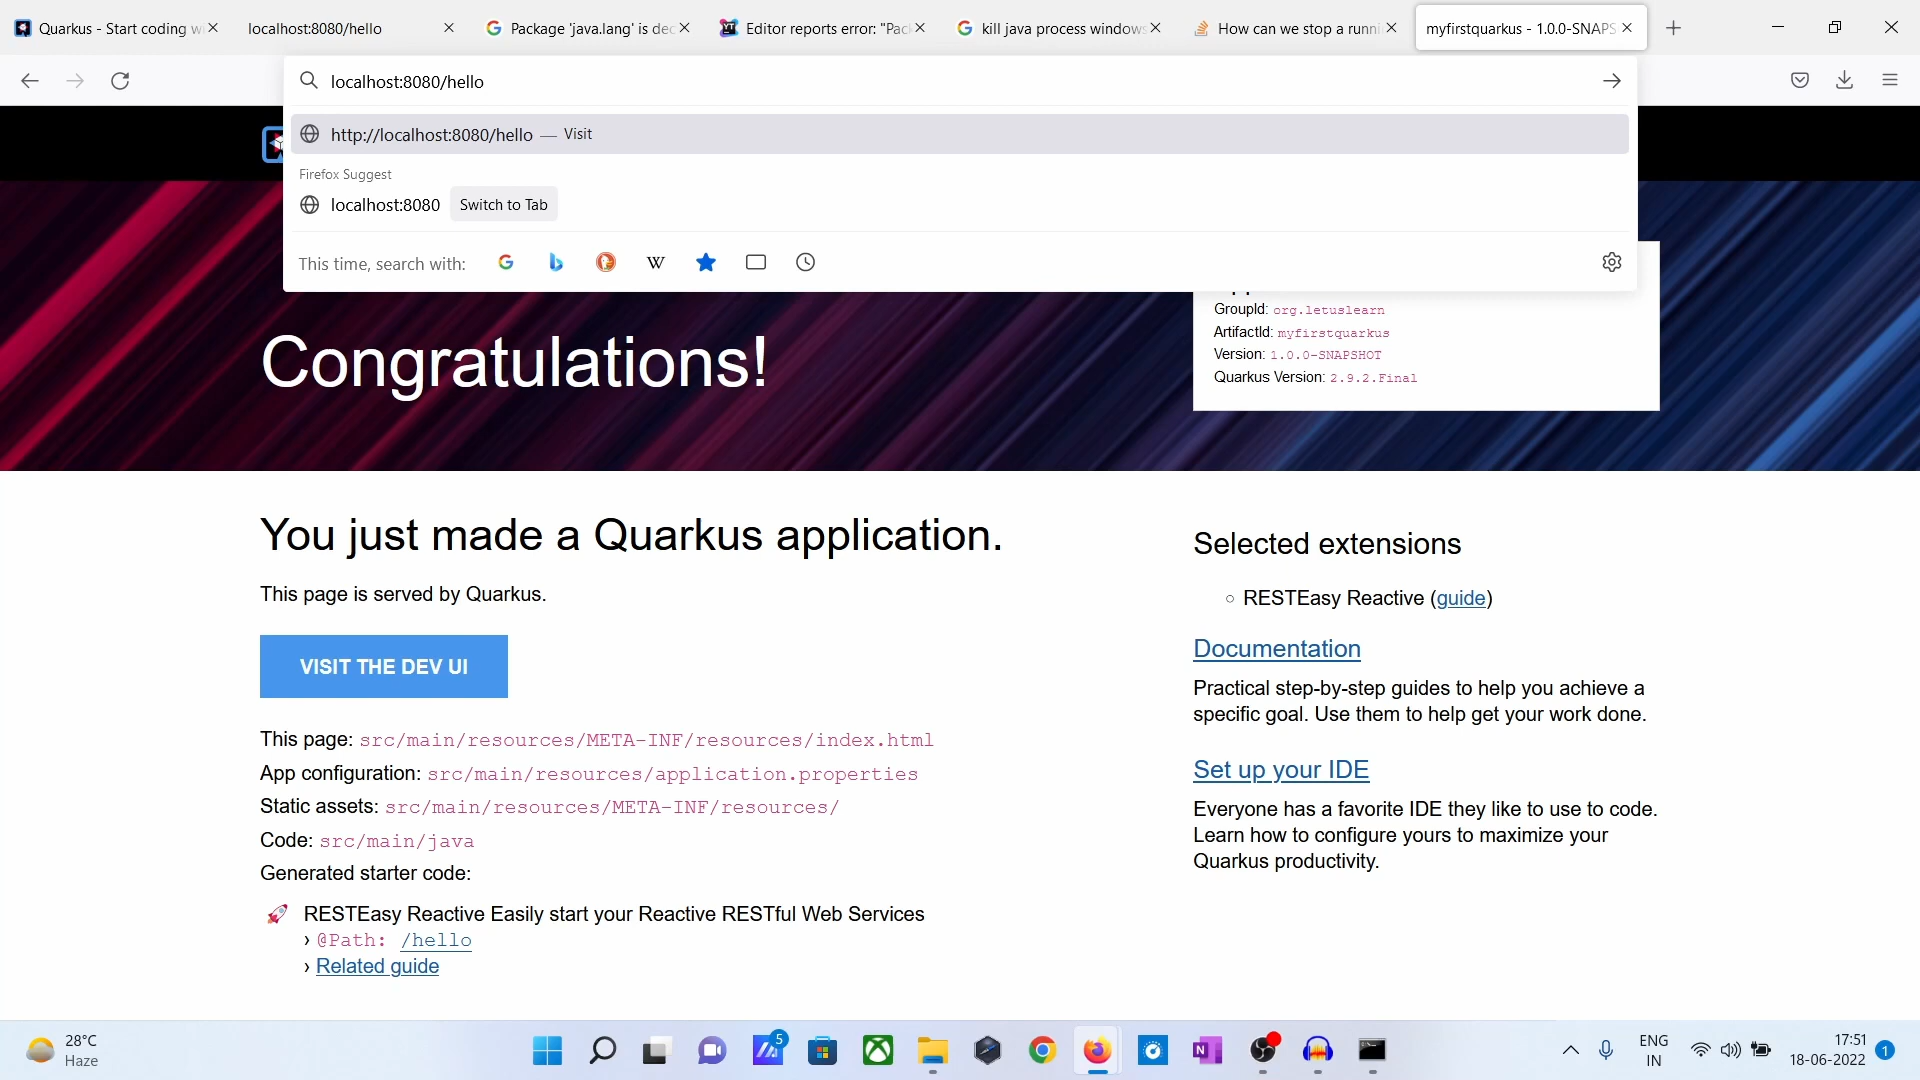 Quarkus - Start coding wi
localhost:8080/hello
Package 'java.lang' is dec
Editor reports error: "Pack
kill java process windows
How can we stop a runni
myfirstquarkus - 1.0.0-SNAPS
localhost:8080/hello
http://localhost:8080/hello — Visit
Firefox Suggest
localhost:8080 Switch to Tab
This time, search with:
Congratulations!
GroupId: org.letuslearn
ArtifactId: myfirstquarkus
Version: 1.0.0-SNAPSHOT
Quarkus Version: 2.9.2.Final
You just made a Quarkus application.
This page is served by Quarkus.
VISIT THE DEV UI
This page: src/main/resources/META-INF/resources/index.html
App configuration: src/main/resources/application.properties
Static assets: src/main/resources/META-INF/resources/
Code: src/main/java
Generated starter code:
RESTEasy Reactive Easily start your Reactive RESTful Web Services
› @Path: /hello
› Related guide
Selected extensions
RESTEasy Reactive (guide)
Documentation
Practical step-by-step guides to help you achieve a
specific goal. Use them to help get your work done.
Set up your IDE
Everyone has a favorite IDE they like to use to code.
Learn how to configure yours to maximize your
Quarkus productivity.
28°C
Haze
5
ENG
IN
17:51
18-06-2022
1